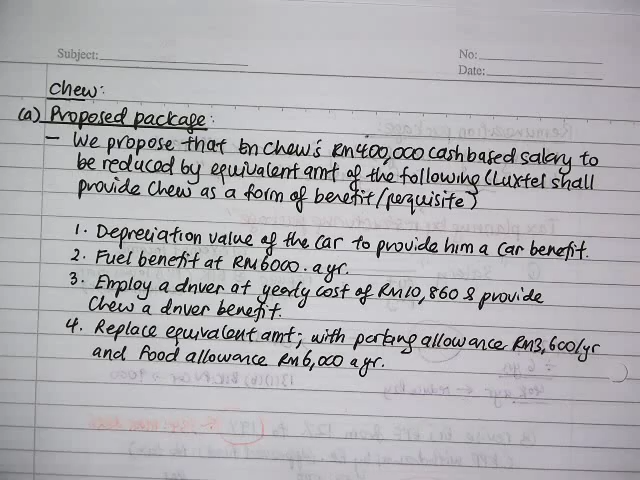 Subject:
No:
Date:
Chew:
(a) Proposed package:
- We propose that En Chew's RM400,000 cash based salary to
be reduced by equivalent amt of the following (Luxtel shall
provide Chew as a form of benefit/perquisite)
1. Depreciation value of the car to provide him a car benefit.
2. Fuel benefit at RM6000. a yr.
3. Employ a driver at yearly cost of RM10,860 & provide
Chew a driver benefit.
4. Replace equivalent amt; with parking allowance RM3,600/yr
and Food allowance RM6,000 a yr.